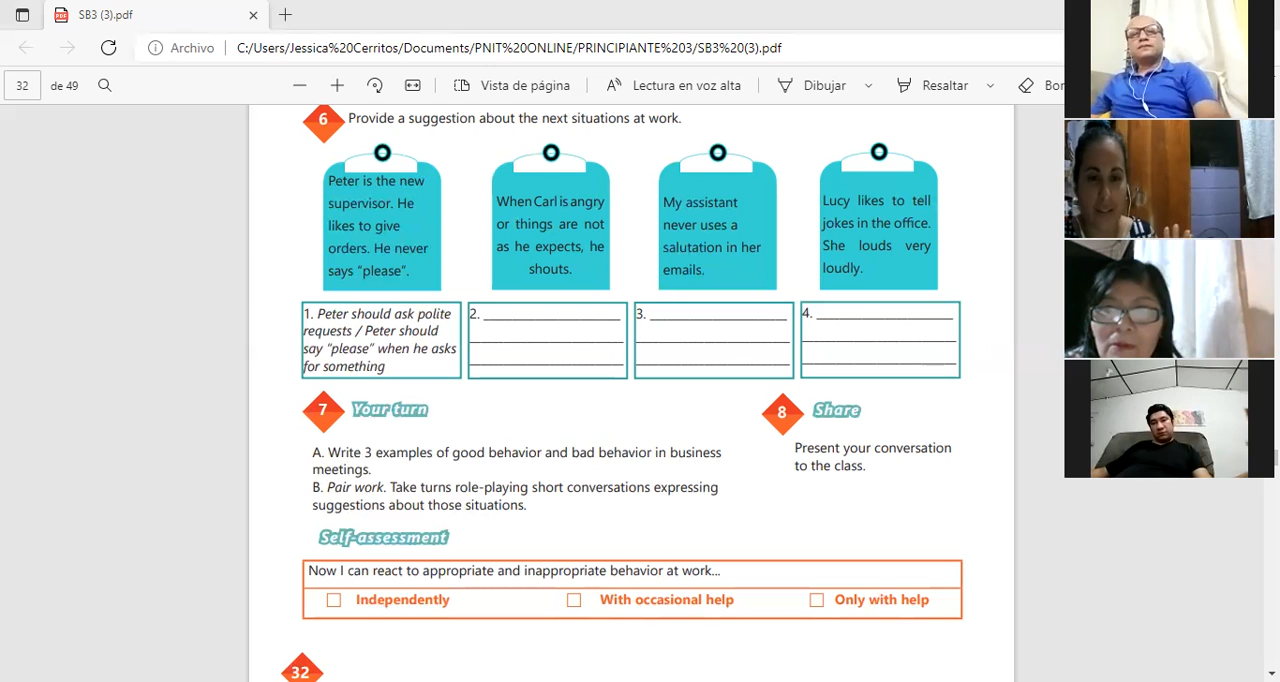 SB3 (3).pdf
Archivo
C:/Users/Jessica%20Cerritos/Documents/PNIT%20ONLINE/PRINCIPIANTE%203/SB3%20(3).pdf
32 de 49
Vista de página
Lectura en voz alta
Dibujar
Resaltar
Bor
6 Provide a suggestion about the next situations at work.
Peter is the new
supervisor. He
likes to give
orders. He never
says “please”.
When Carl is angry
or things are not
as he expects, he
shouts.
My assistant
never uses a
salutation in her
emails.
Lucy likes to tell
jokes in the office.
She louds very
loudly.
1. Peter should ask polite
requests / Peter should
say “please” when he asks
for something
2.
3.
4.
7 Your turn
A. Write 3 examples of good behavior and bad behavior in business
meetings.
B. Pair work. Take turns role-playing short conversations expressing
suggestions about those situations.
8 Share
Present your conversation
to the class.
Self-assessment
Now I can react to appropriate and inappropriate behavior at work...
Independently
With occasional help
Only with help
32